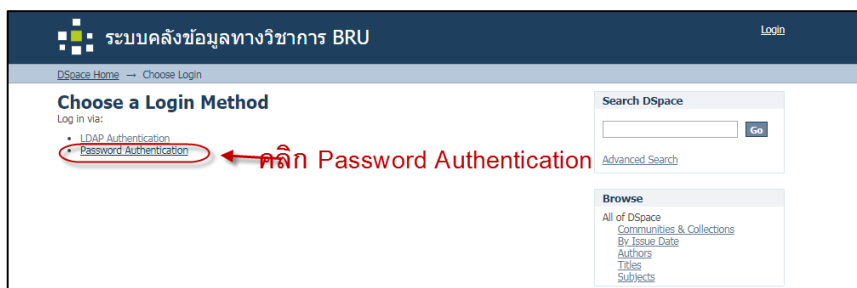 ระบบคลังข้อมูลทางวิชาการ BRU
Login
DSpace Home → Choose Login
Choose a Login Method
Log in via:
LDAP Authentication
Password Authentication
คลิก Password Authentication
Search DSpace
Go
Advanced Search
Browse
All of DSpace
Communities & Collections
By Issue Date
Authors
Titles
Subjects